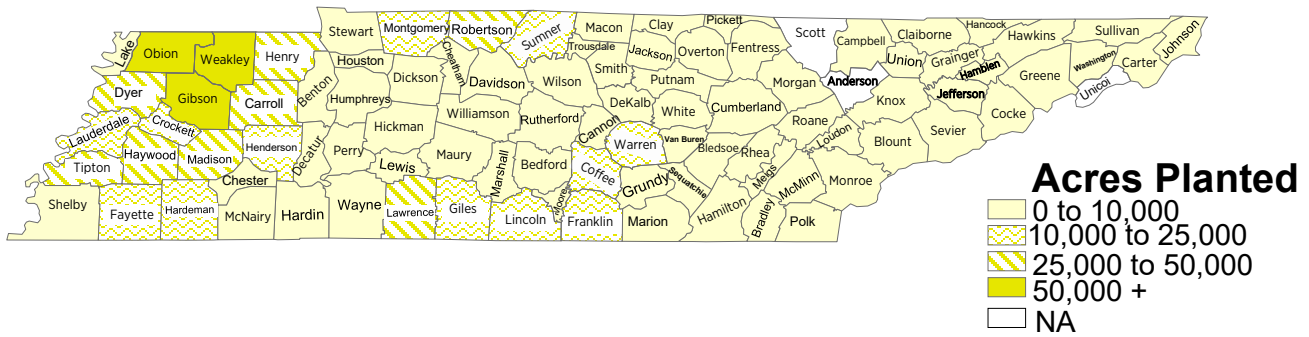 Lake
Obion
Weakley
Henry
Stewart
Montgomery
Robertson
Sumner
Macon
Clay
Pickett
Scott
Campbell
Claiborne
Hancock
Hawkins
Sullivan
Johnson
Trousdale
Jackson
Overton
Fentress
Union
Grainger
Hamblen
Greene
Washington
Carter
Unicoi
Dyer
Gibson
Carroll
Benton
Houston
Dickson
Cheatham
Davidson
Wilson
Smith
Putnam
Morgan
Anderson
Knox
Jefferson
Cocke
Lauderdale
Crockett
Humphreys
Williamson
Rutherford
DeKalb
White
Cumberland
Roane
Loudon
Sevier
Blount
Tipton
Haywood
Madison
Henderson
Decatur
Perry
Hickman
Lewis
Maury
Marshall
Bedford
Cannon
Warren
Van Buren
Bledsoe
Rhea
Meigs
McMinn
Monroe
Shelby
Fayette
Hardeman
Chester
McNairy
Hardin
Wayne
Lawrence
Giles
Lincoln
Moore
Coffee
Franklin
Grundy
Sequatchie
Marion
Hamilton
Bradley
Polk
Acres Planted
0 to 10,000
10,000 to 25,000
25,000 to 50,000
50,000 +
NA